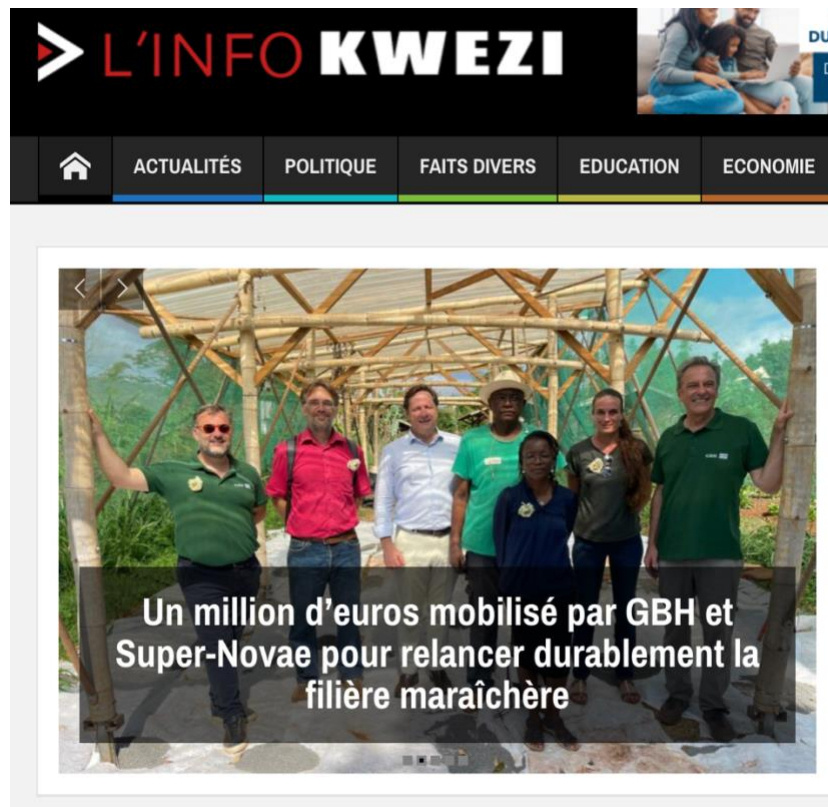 L'INFO KWEZI
DU
ACTUALITÉS
POLITIQUE
FAITS DIVERS
EDUCATION
ECONOMIE
Un million d’euros mobilisé par GBH et
Super-Novae pour relancer durablement la
filière maraîchère